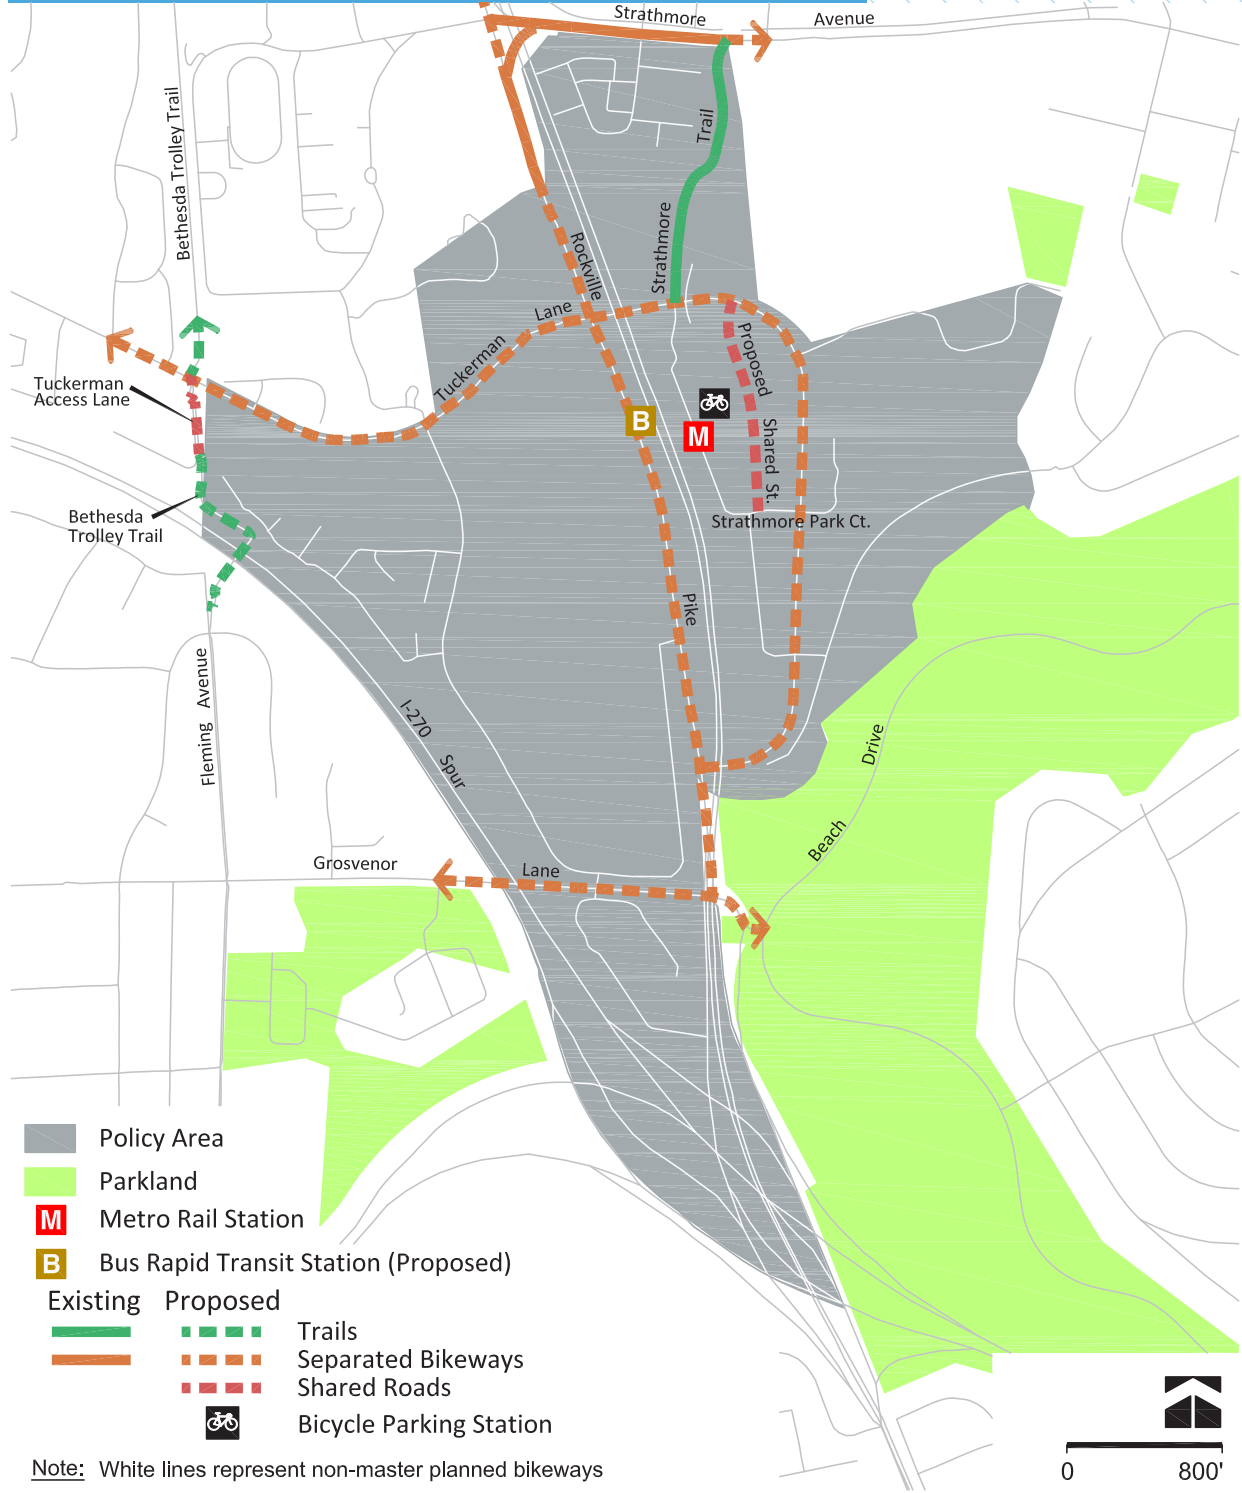 Strathmore Avenue
Bethesda Trolley Trail
Trail
Strathmore
Rockville
Lane
Tuckerman
Proposed
Shared St.
Tuckerman
Access Lane
B
M
Bethesda
Trolley Trail
Strathmore Park Ct.
Pike
Fleming Avenue
I-270
Spur
Drive
Beach
Grosvenor
Lane
Policy Area
Parkland
M Metro Rail Station
B Bus Rapid Transit Station (Proposed)
Existing Proposed
Trails
Separated Bikeways
Shared Roads
Bicycle Parking Station
Note: White lines represent non-master planned bikeways
0 800'